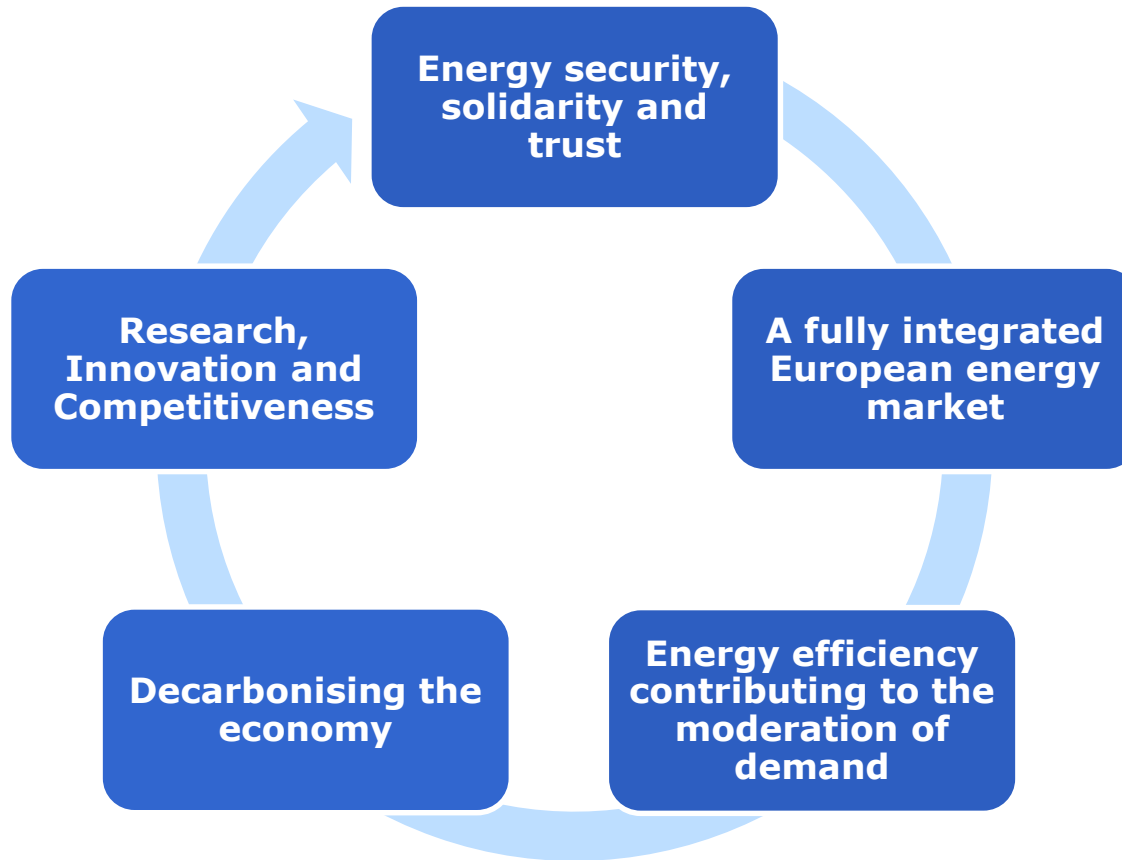 Energy security,
solidarity and
trust
A fully integrated
European energy
market
Energy efficiency
contributing to the
moderation of
demand
Decarbonising the
economy
Research,
Innovation and
Competitiveness